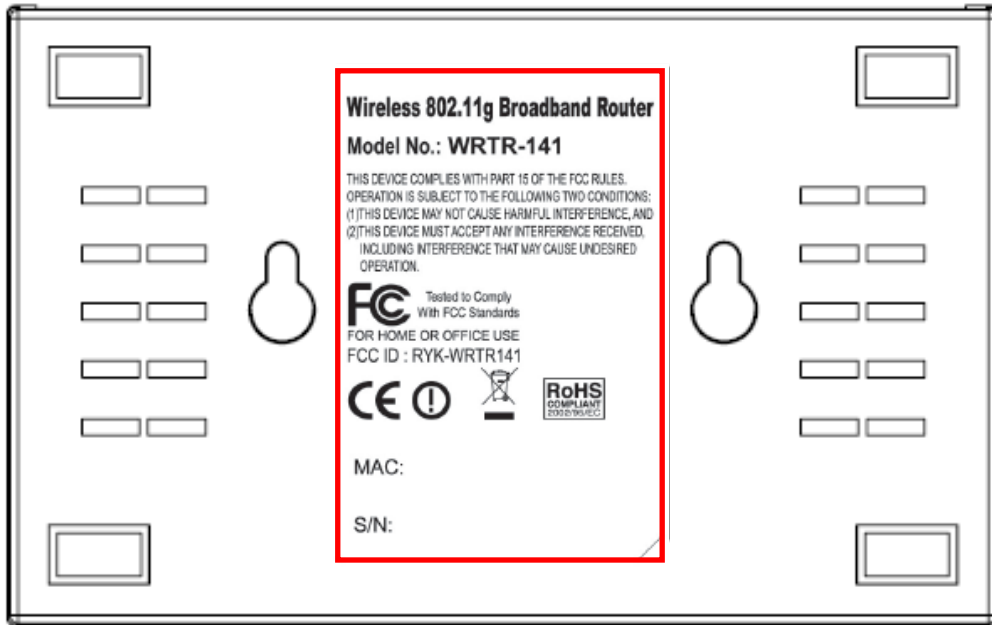 Wireless 802.11g Broadband Router
Model No.: WRTR-141
THIS DEVICE COMPLIES WITH PART 15 OF THE FCC RULES.
OPERATION IS SUBJECT TO THE FOLLOWING TWO CONDITIONS:
(1)THIS DEVICE MAY NOT CAUSE HARMFUL INTERFERENCE, AND
(2)THIS DEVICE MUST ACCEPT ANY INTERFERENCE RECEIVED,
INCLUDING INTERFERENCE THAT MAY CAUSE UNDESIRED
OPERATION.
FC Tested to Comply
With FCC Standards
FOR HOME OR OFFICE USE
FCC ID : RYK-WRTR141
CE RoHS
COMPLIANT
2002/95/EC
MAC:
S/N: